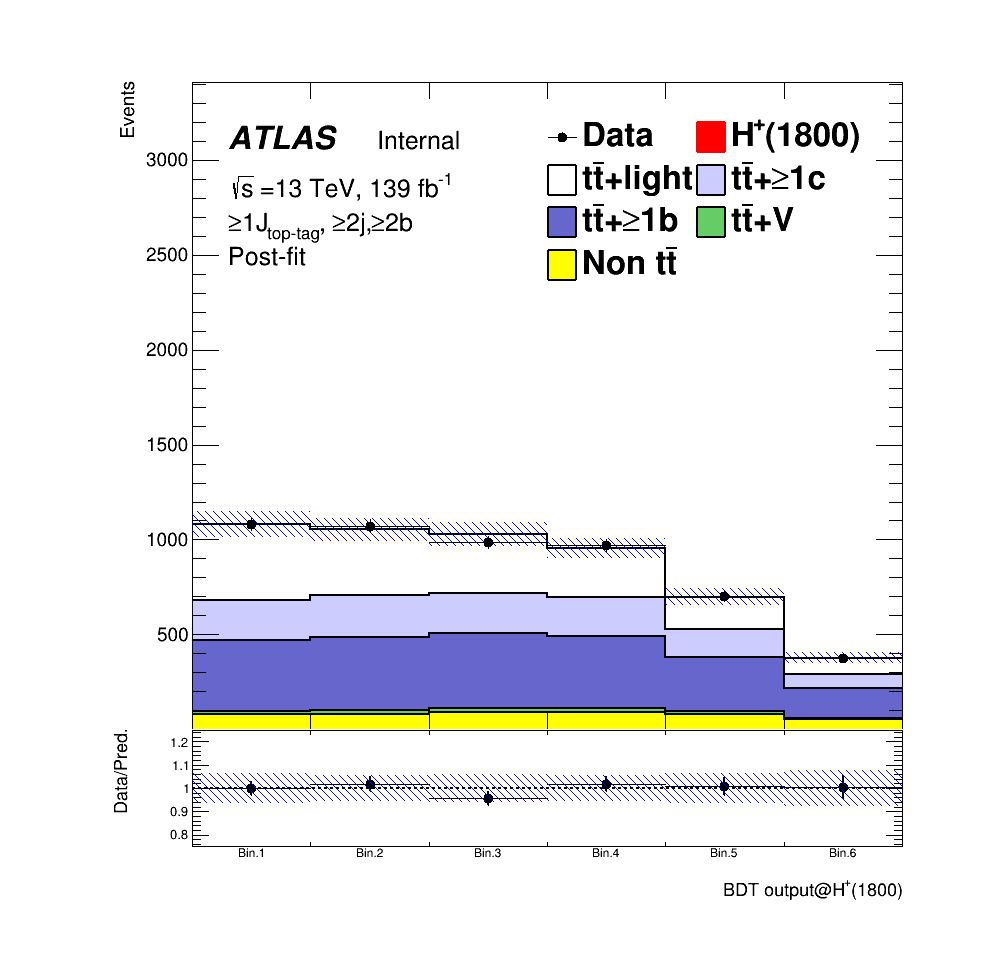 Events
3000
2500
2000
1500
1000
500
ATLAS Internal
√s =13 TeV, 139 fb⁻¹
≥1J_top-tag, ≥2j,≥2b
Post-fit
Data H⁺(1800)
tt̄+light tt̄+≥1c
tt̄+≥1b tt̄+V
Non tt̄
Data/Pred.
1.2
1.1
1
0.9
0.8
Bin.1 Bin.2 Bin.3 Bin.4 Bin.5 Bin.6
BDT output@H⁺(1800)